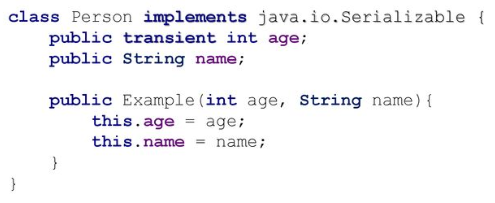 class Person implements java.io.Serializable {
    public transient int age;
    public String name;

    public Example(int age, String name){
        this.age = age;
        this.name = name;
    }
}